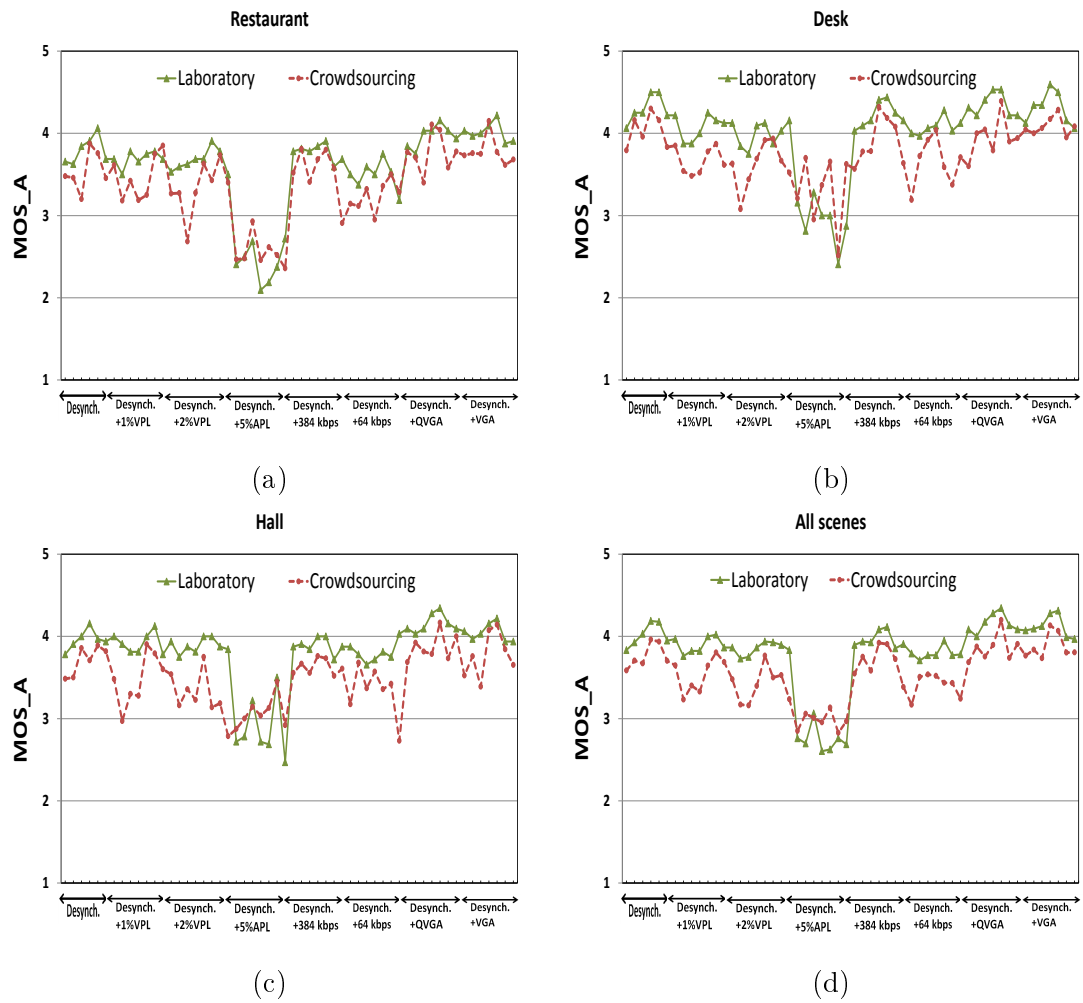 Restaurant
5
4
3
2
1
MOS_A
Laboratory
Crowdsourcing
Desynch.
Desynch. +1%VPL
Desynch. +2%VPL
Desynch. +5%APL
Desynch. +384 kbps
Desynch. +64 kbps
Desynch. +QVGA
Desynch. +VGA
(a)
Desk
5
4
3
2
1
MOS_A
Laboratory
Crowdsourcing
Desynch.
Desynch. +1%VPL
Desynch. +2%VPL
Desynch. +5%APL
Desynch. +384 kbps
Desynch. +64 kbps
Desynch. +QVGA
Desynch. +VGA
(b)
Hall
5
4
3
2
1
MOS_A
Laboratory
Crowdsourcing
Desynch.
Desynch. +1%VPL
Desynch. +2%VPL
Desynch. +5%APL
Desynch. +384 kbps
Desynch. +64 kbps
Desynch. +QVGA
Desynch. +VGA
(c)
All scenes
5
4
3
2
1
MOS_A
Laboratory
Crowdsourcing
Desynch.
Desynch. +1%VPL
Desynch. +2%VPL
Desynch. +5%APL
Desynch. +384 kbps
Desynch. +64 kbps
Desynch. +QVGA
Desynch. +VGA
(d)